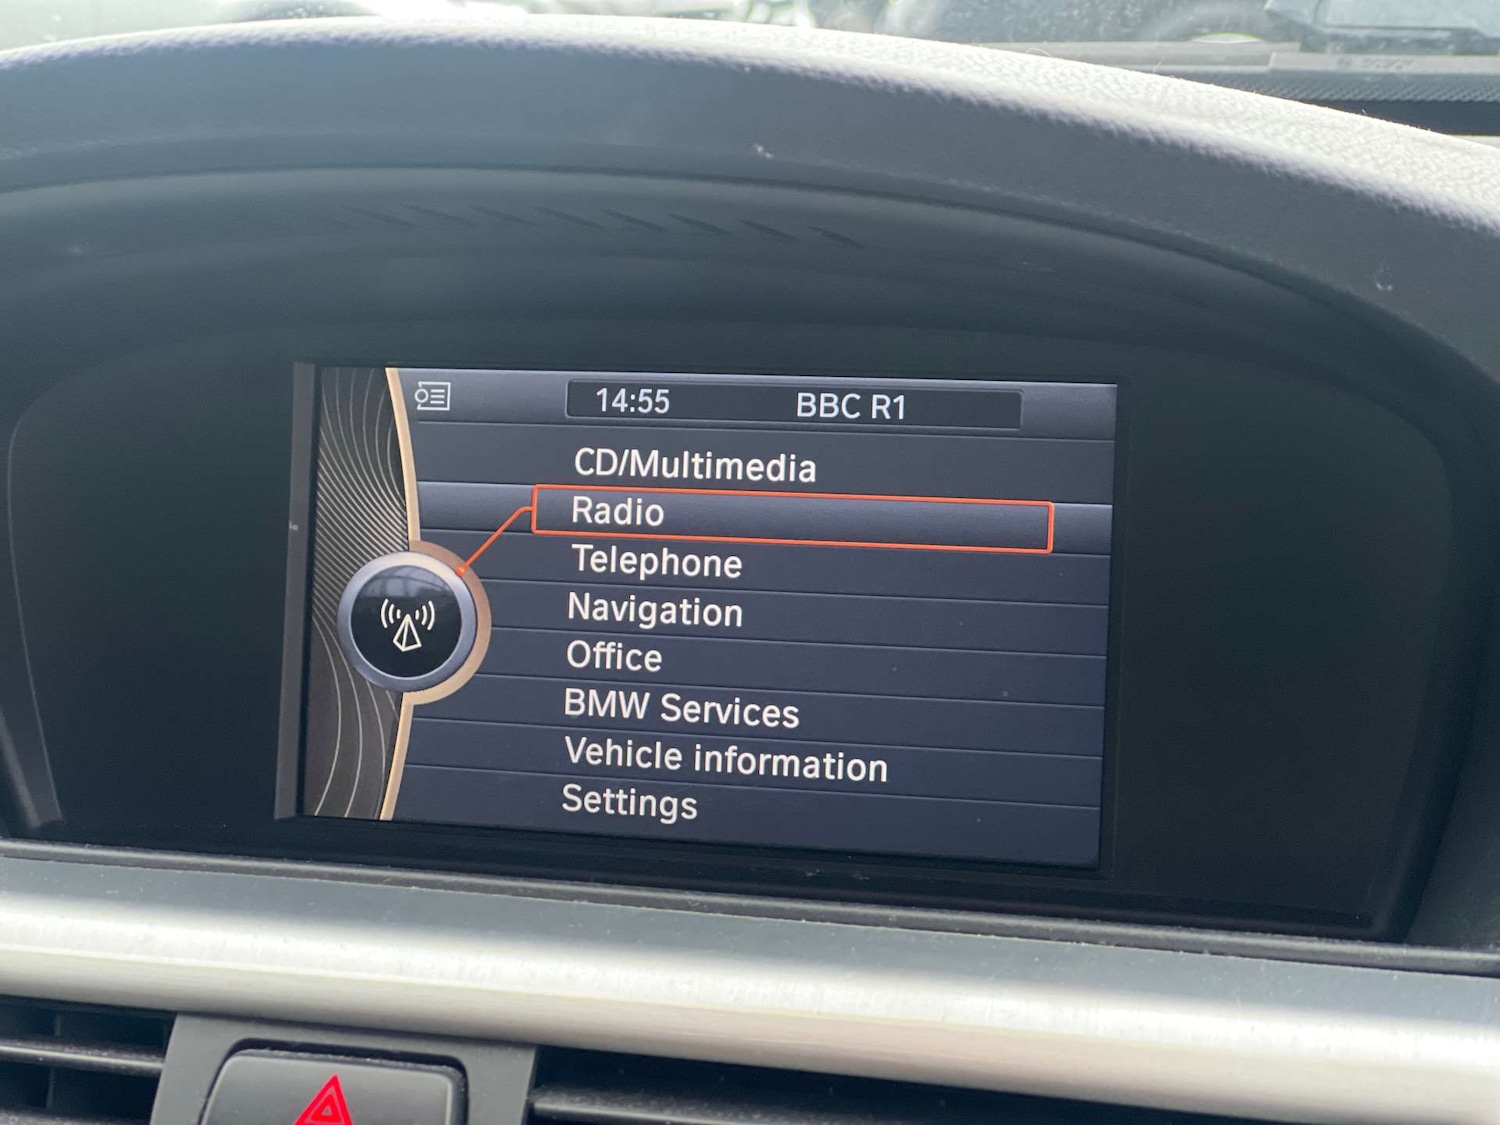 14:55 BBC R1
CD/Multimedia
Radio
Telephone
Navigation
Office
BMW Services
Vehicle information
Settings